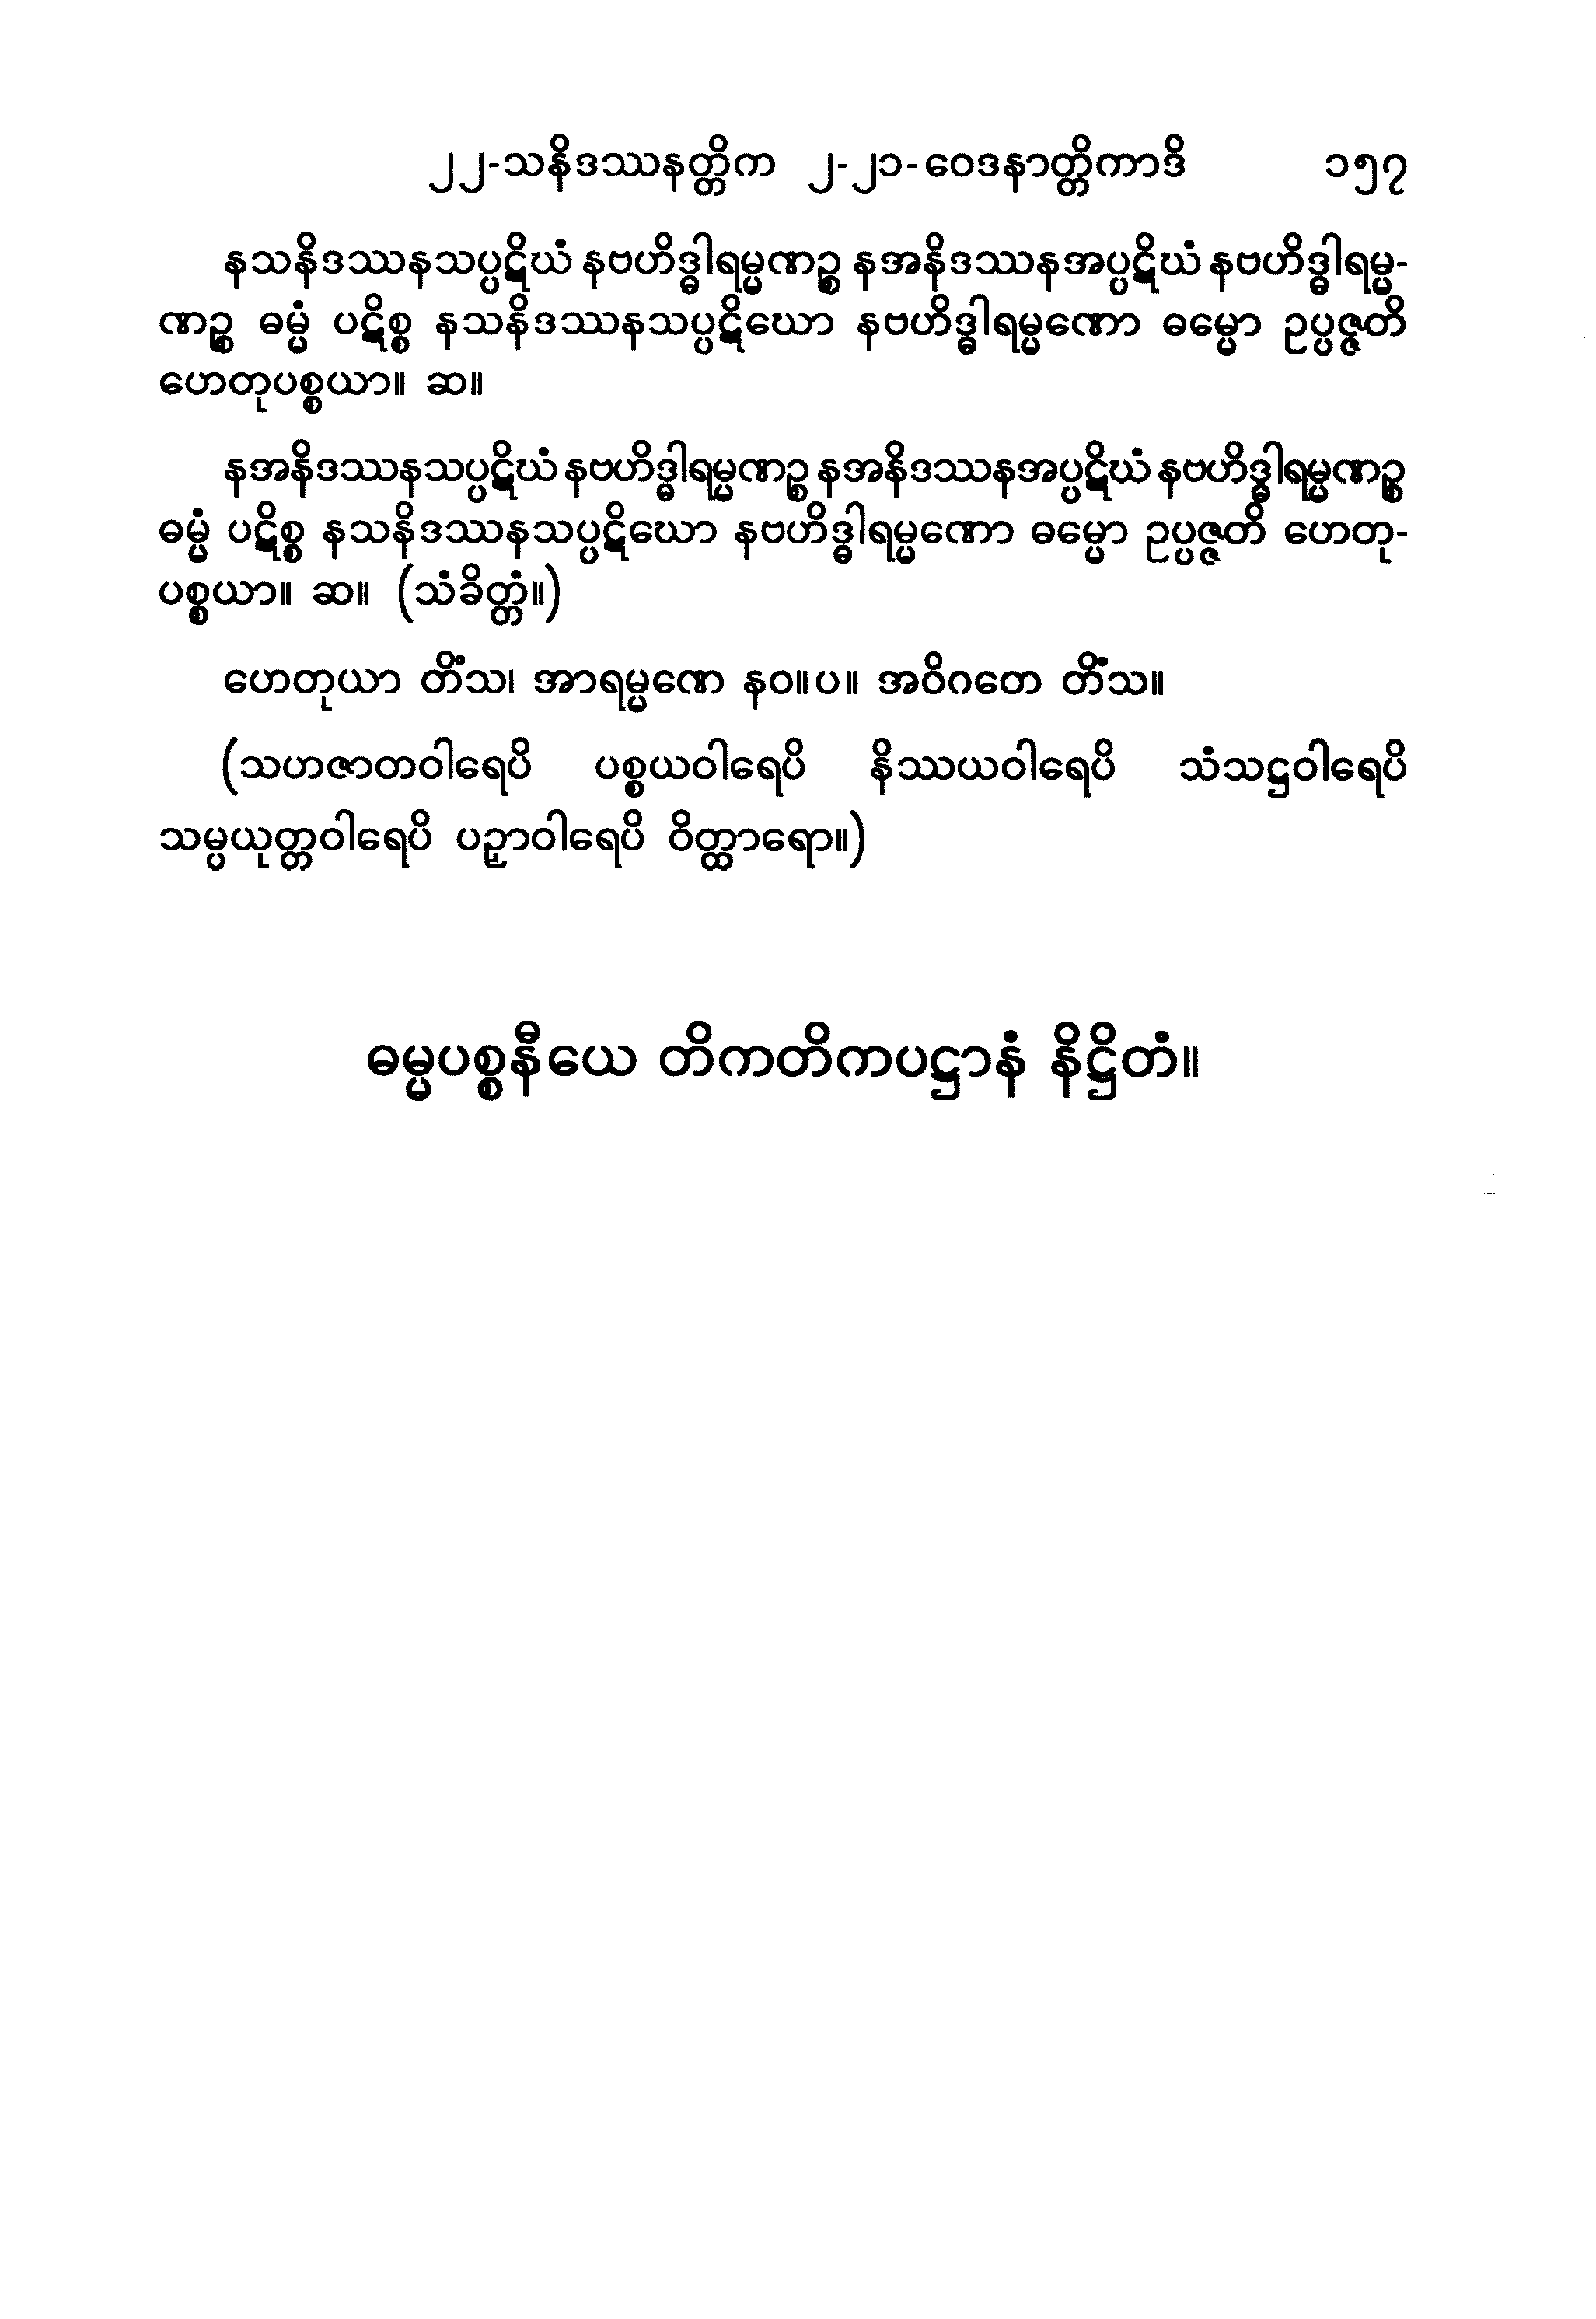 ၂၂-သနိဒဿနတ္တိက ၂-၂၁-ဝေဒနာတ္တိကာဒိ ၁၅၇
နသနိဒဿနသပ္ပဋိဃံ နဗဟိဒ္ဓါရမ္မဏဉ္စ နအနိဒဿနအပ္ပဋိဃံ နဗဟိဒ္ဓါရမ္မ-
ဏဉ္စ ဓမ္မံ ပဋိစ္စ နသနိဒဿနသပ္ပဋိဃော နဗဟိဒ္ဓါရမ္မဏော ဓမ္မော ဥပ္ပဇ္ဇတိ
ဟေတုပစ္စယာ။ ဆ။
နအနိဒဿနသပ္ပဋိဃံ နဗဟိဒ္ဓါရမ္မဏဉ္စ နအနိဒဿနအပ္ပဋိဃံ နဗဟိဒ္ဓါရမ္မဏဉ္စ
ဓမ္မံ ပဋိစ္စ နသနိဒဿနသပ္ပဋိဃော နဗဟိဒ္ဓါရမ္မဏော ဓမ္မော ဥပ္ပဇ္ဇတိ ဟေတု-
ပစ္စယာ။ ဆ။ (သံခိတ္တံ။)
ဟေတုယာ တိံသ၊ အာရမ္မဏေ နဝ။ပ။ အဝိဂတေ တိံသ။
(သဟဇာတဝါရေပိ ပစ္စယဝါရေပိ နိဿယဝါရေပိ သံသဋ္ဌဝါရေပိ
သမ္ပယုတ္တဝါရေပိ ပဉှာဝါရေပိ ဝိတ္ထာရော။)
ဓမ္မပစ္စနီယေ တိကတိကပဋ္ဌာနံ နိဋ္ဌိတံ။